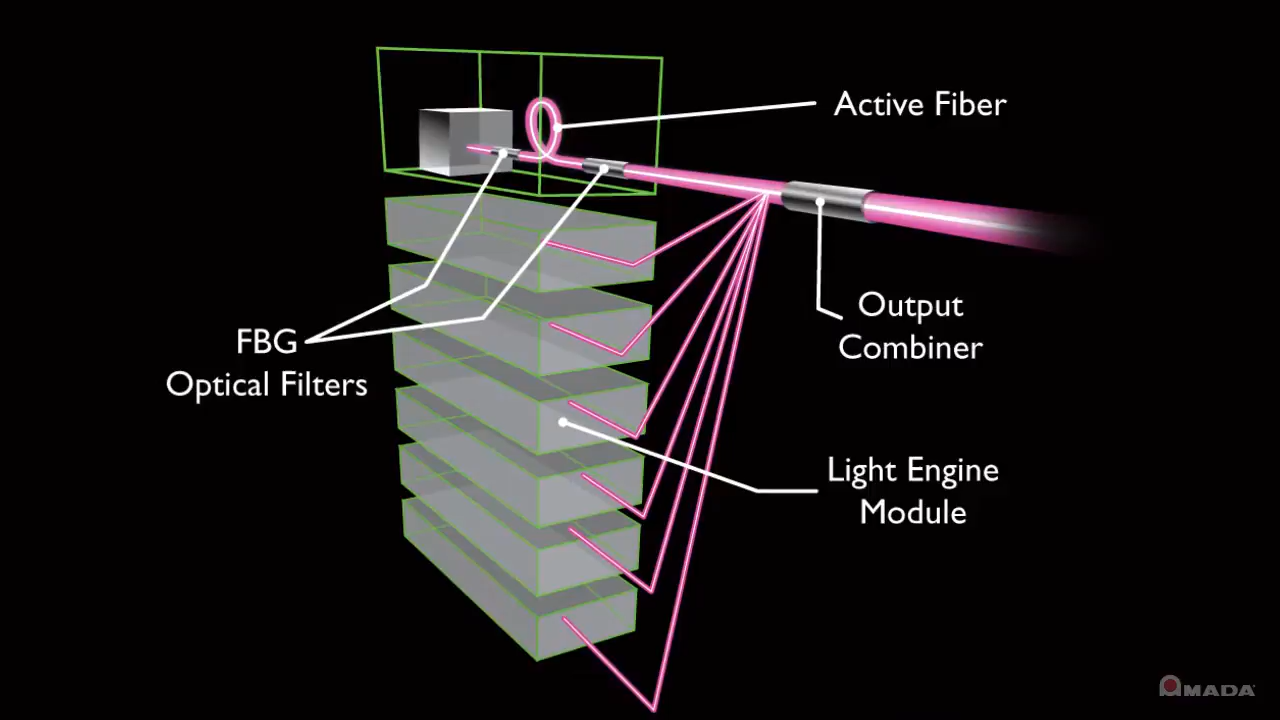 Active Fiber
FBG
Optical Filters
Output
Combiner
Light Engine
Module
AMADA